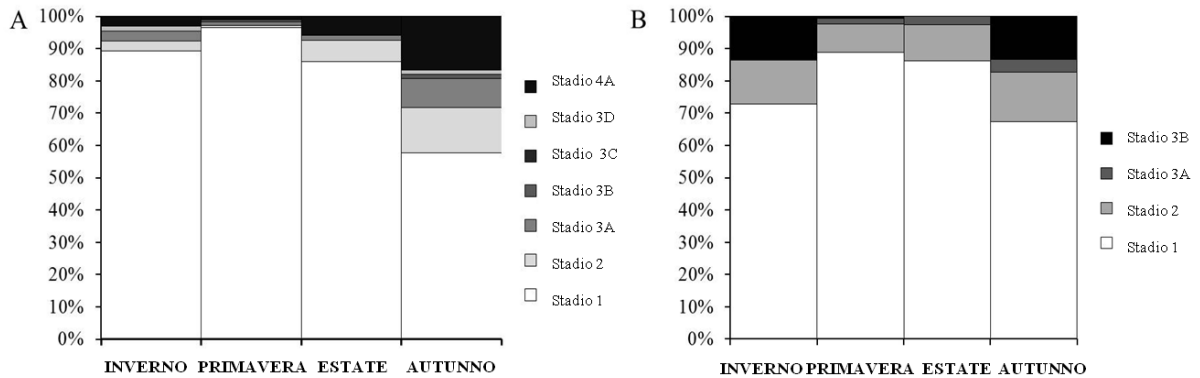 A
100%
90%
80%
70%
60%
50%
40%
30%
20%
10%
0%
INVERNO PRIMAVERA ESTATE AUTUNNO
Stadio 4A
Stadio 3D
Stadio 3C
Stadio 3B
Stadio 3A
Stadio 2
Stadio 1
B
100%
90%
80%
70%
60%
50%
40%
30%
20%
10%
0%
INVERNO PRIMAVERA ESTATE AUTUNNO
Stadio 3B
Stadio 3A
Stadio 2
Stadio 1